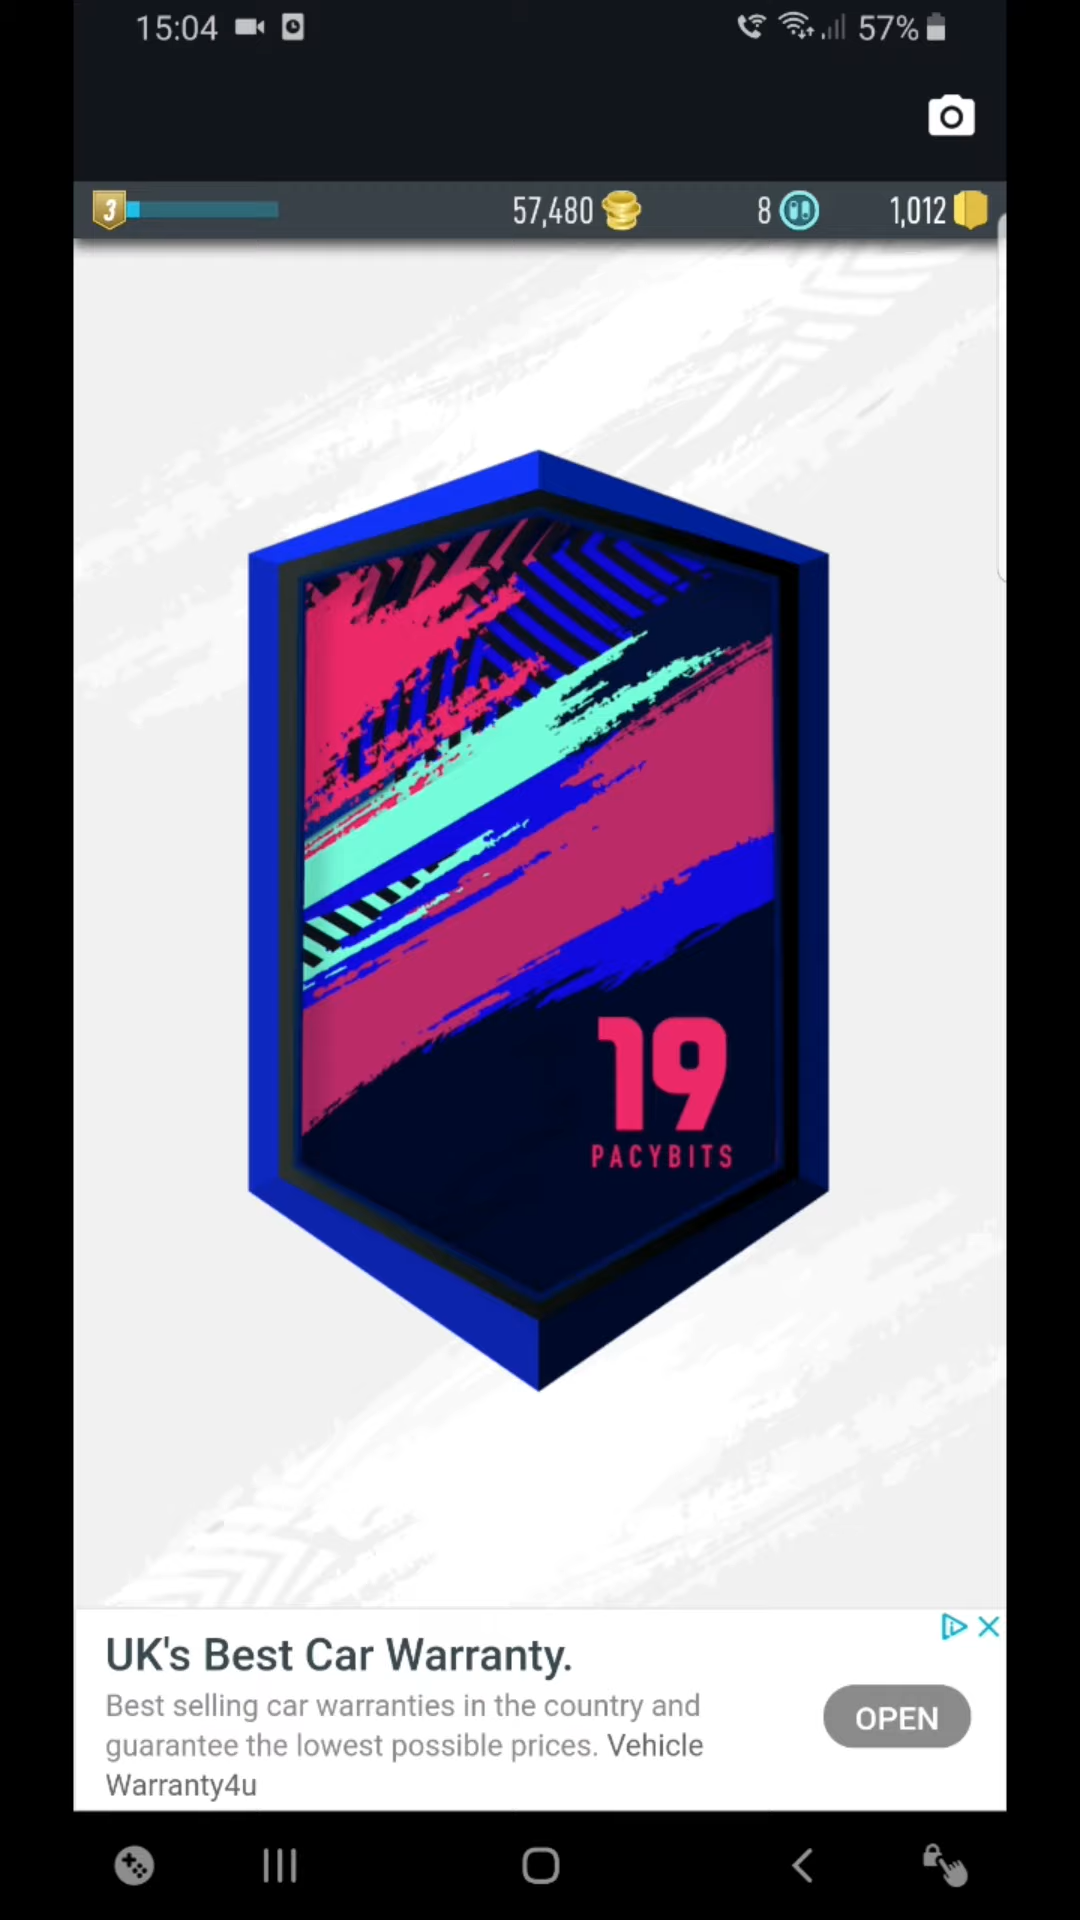 15:04
57%
3
57,480
8
1,012
19
PACYBITS
UK's Best Car Warranty.
Best selling car warranties in the country and
guarantee the lowest possible prices. Vehicle
Warranty4u
OPEN